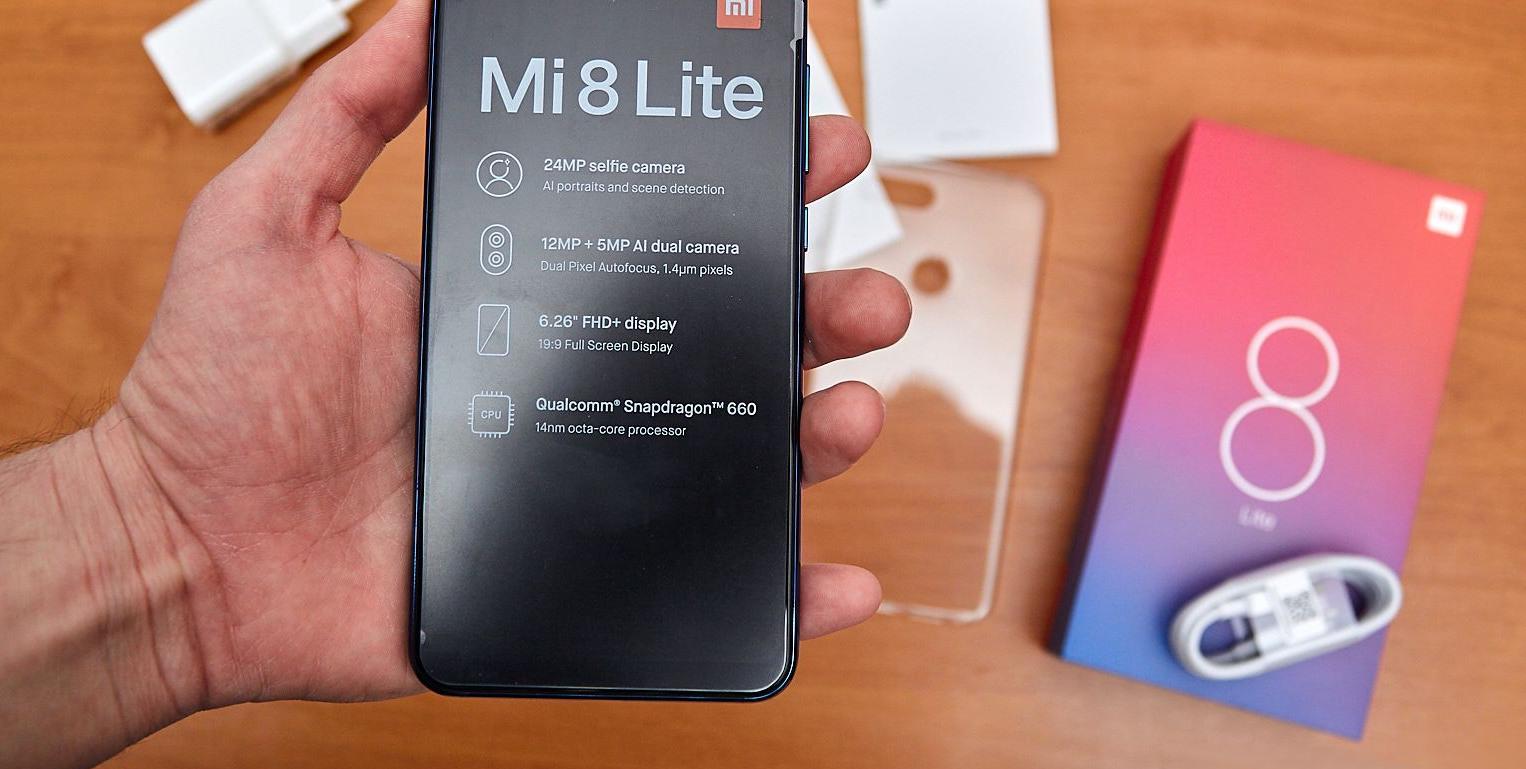 mi
Mi 8 Lite
24MP selfie camera
AI portraits and scene detection
12MP + 5MP AI dual camera
Dual Pixel Autofocus, 1.4μm pixels
6.26" FHD+ display
19:9 Full Screen Display
CPU
Qualcomm® Snapdragon™ 660
14nm octa-core processor
mi
8
Lite